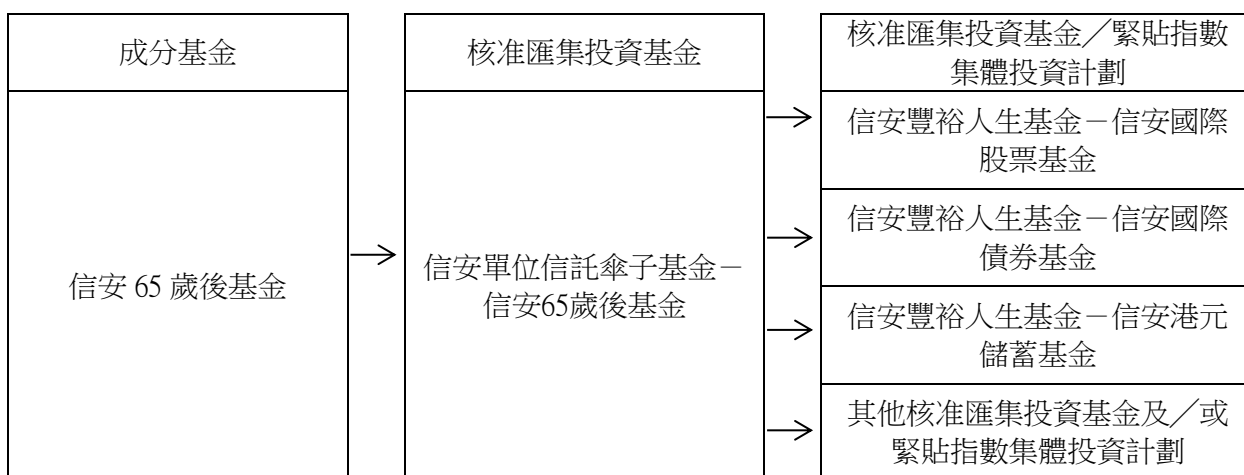 成分基金
信安 65 歲後基金
核准匯集投資基金
信安單位信託傘子基金－
信安65歲後基金
核准匯集投資基金／緊貼指數
集體投資計劃
信安豐裕人生基金－信安國際
股票基金
信安豐裕人生基金－信安國際
債券基金
信安豐裕人生基金－信安港元
儲蓄基金
其他核准匯集投資基金及／或
緊貼指數集體投資計劃